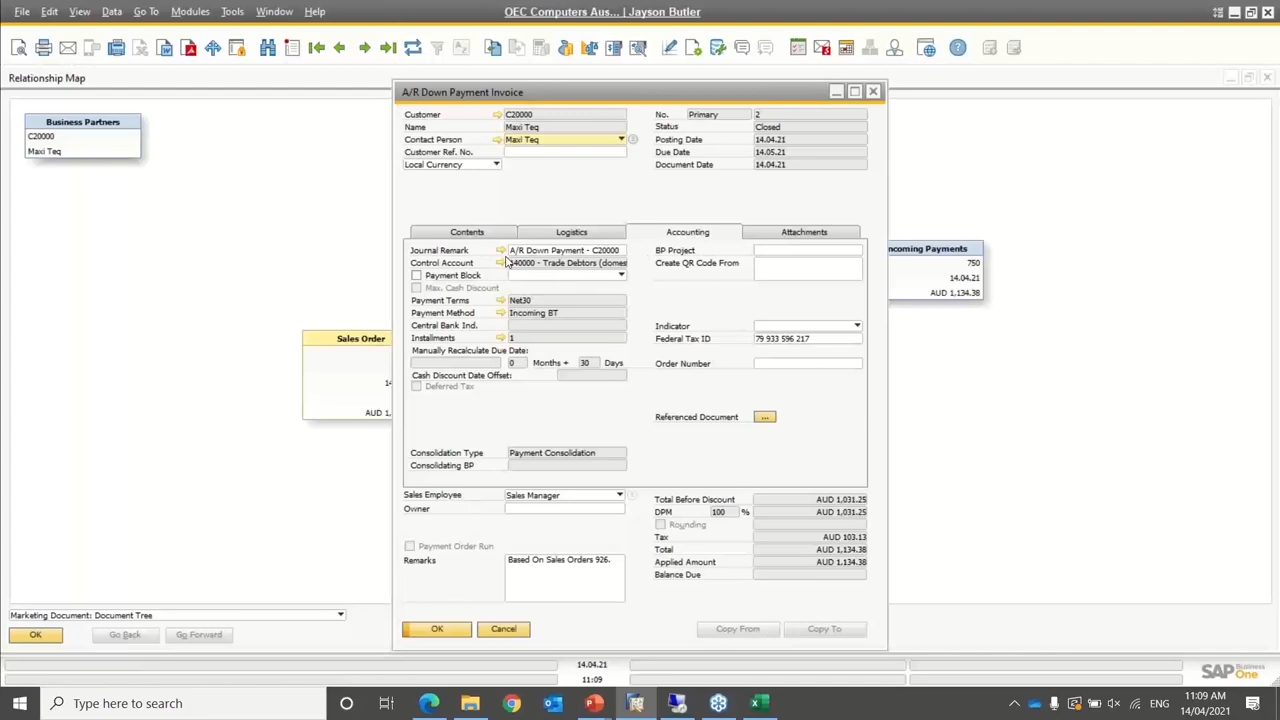 File Edit View Data Go To Modules Tools Window Help
OEC Computers Aus... | Jayson Butler
Relationship Map
Business Partners
C20000
Maxi Teq
Sales Order
14
AUD 1,
ncoming Payments
750
14.04.21
AUD 1,134.38
A/R Down Payment Invoice
Customer C20000
Name Maxi Teq
Contact Person Maxi Teq
Customer Ref. No.
Local Currency
No. Primary 2
Status Closed
Posting Date 14.04.21
Due Date 14.05.21
Document Date 14.04.21
Contents Logistics Accounting Attachments
Journal Remark A/R Down Payment - C20000
Control Account 140000 - Trade Debtors (domes
Payment Block
Max. Cash Discount
Payment Terms Net30
Payment Method Incoming BT
Central Bank Ind.
Installments 1
Manually Recalculate Due Date:
0 Months + 30 Days
Cash Discount Date Offset:
Deferred Tax
Consolidation Type Payment Consolidation
Consolidating BP
BP Project
Create QR Code From
Indicator
Federal Tax ID 79 933 596 217
Order Number
Referenced Document ...
Sales Employee Sales Manager
Owner
Payment Order Run
Remarks Based On Sales Orders 926.
Total Before Discount AUD 1,031.25
DPM 100 % AUD 1,031.25
Rounding
Tax AUD 103.13
Total AUD 1,134.38
Applied Amount AUD 1,134.38
Balance Due
OK Cancel Copy From Copy To
Marketing Document: Document Tree
OK Go Back Go Forward
14.04.21
11:09
SAP Business One
Type here to search
11:09 AM
14/04/2021